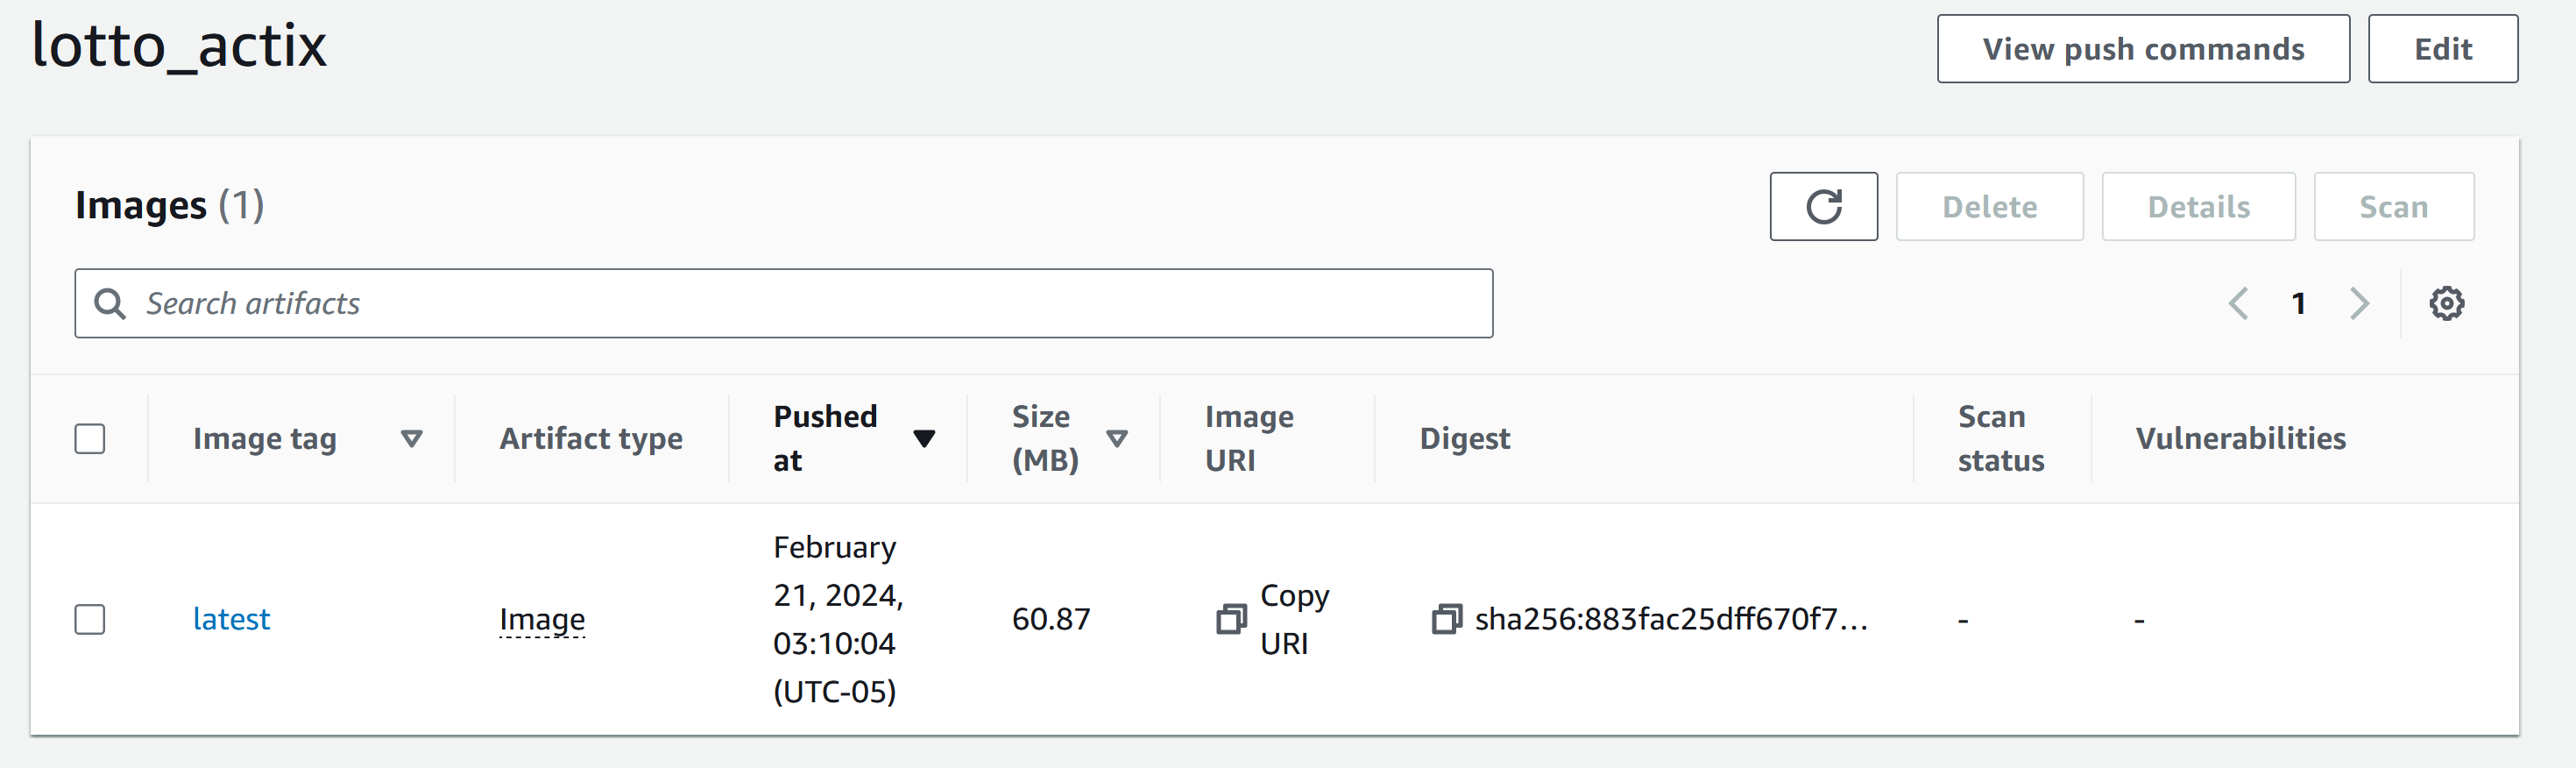 lotto_actix
View push commands
Edit
Images (1)
Delete
Details
Scan
Search artifacts
1
Image tag
Artifact type
Pushed
at
Size
(MB)
Image
URI
Digest
Scan
status
Vulnerabilities
latest
Image
February
21, 2024,
03:10:04
(UTC-05)
60.87
Copy
URI
sha256:883fac25dff670f7...
-
-